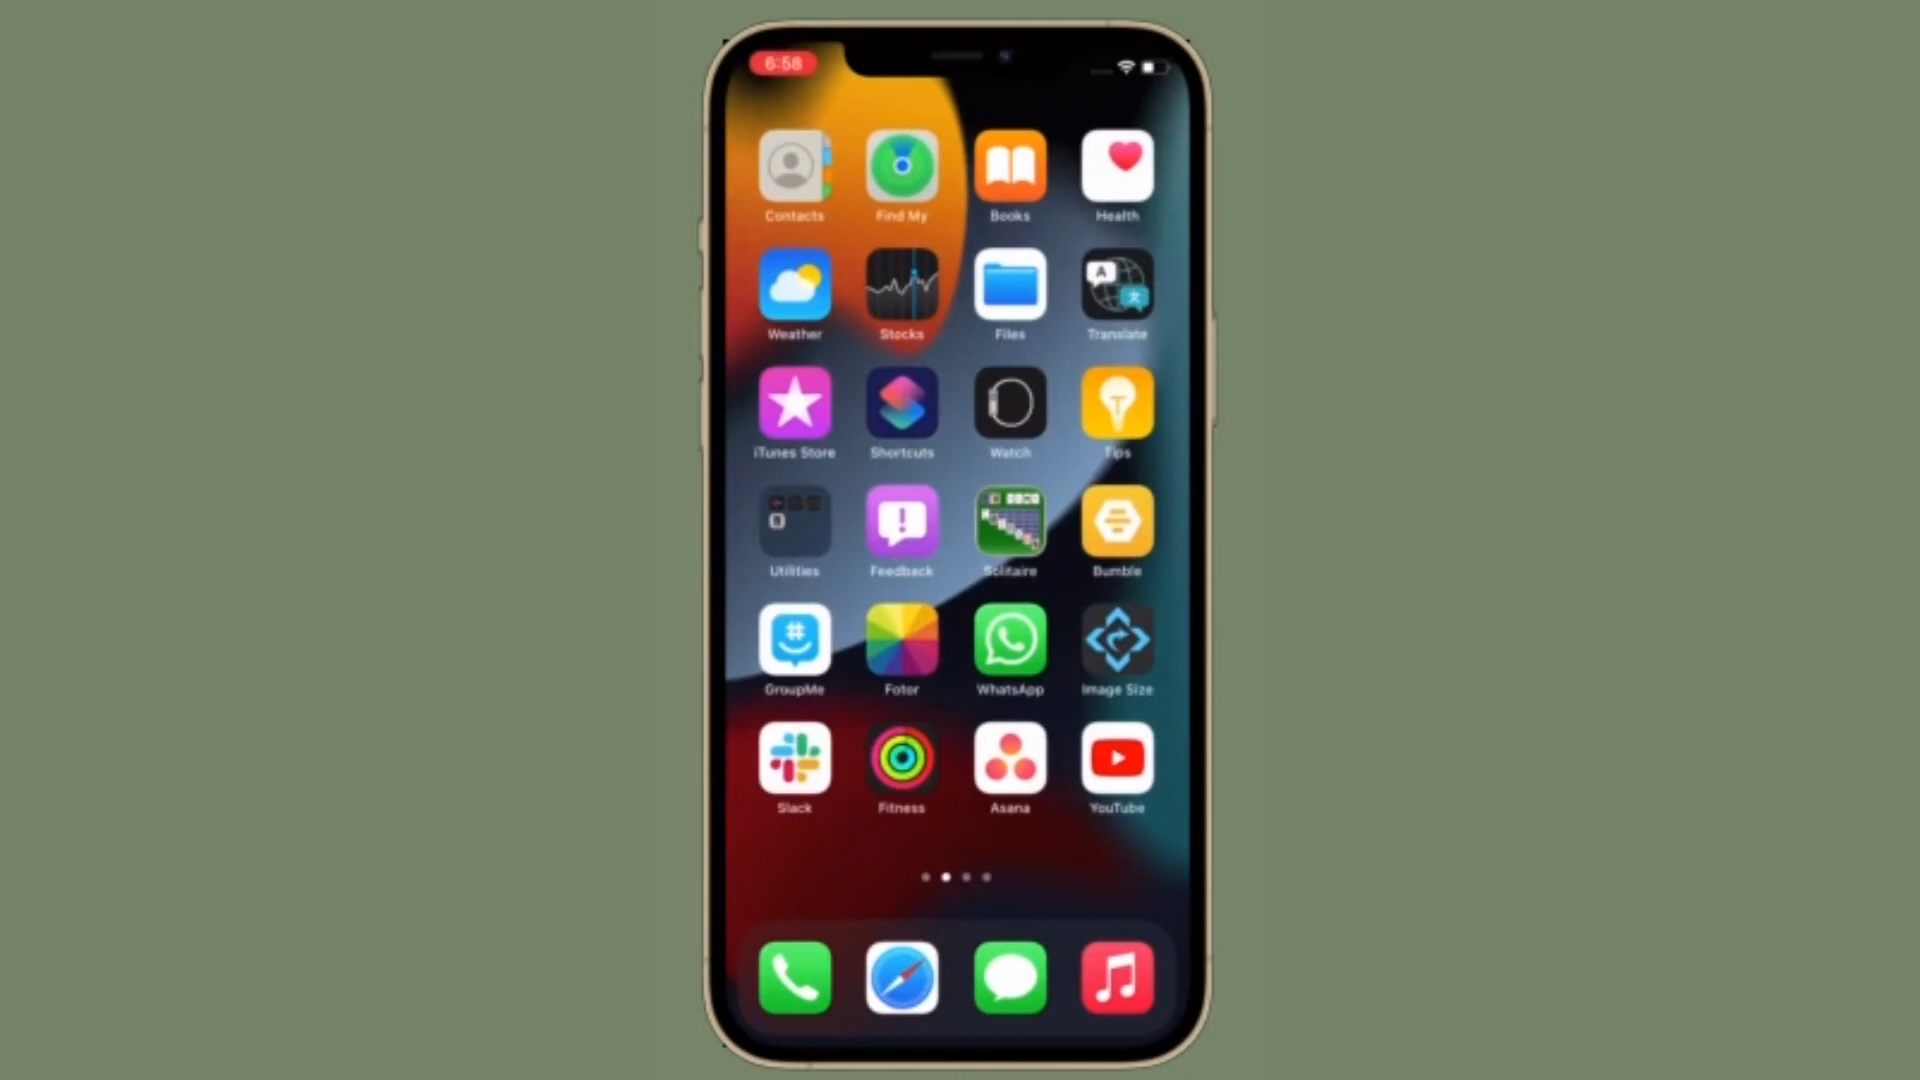 6:58
Contacts Find My Books Health
Weather Stocks Files Translate
iTunes Store Shortcuts Watch Tips
Utilities Feedback Solitaire Bumble
GroupMe Fotor WhatsApp Image Size
Slack Fitness Asana YouTube